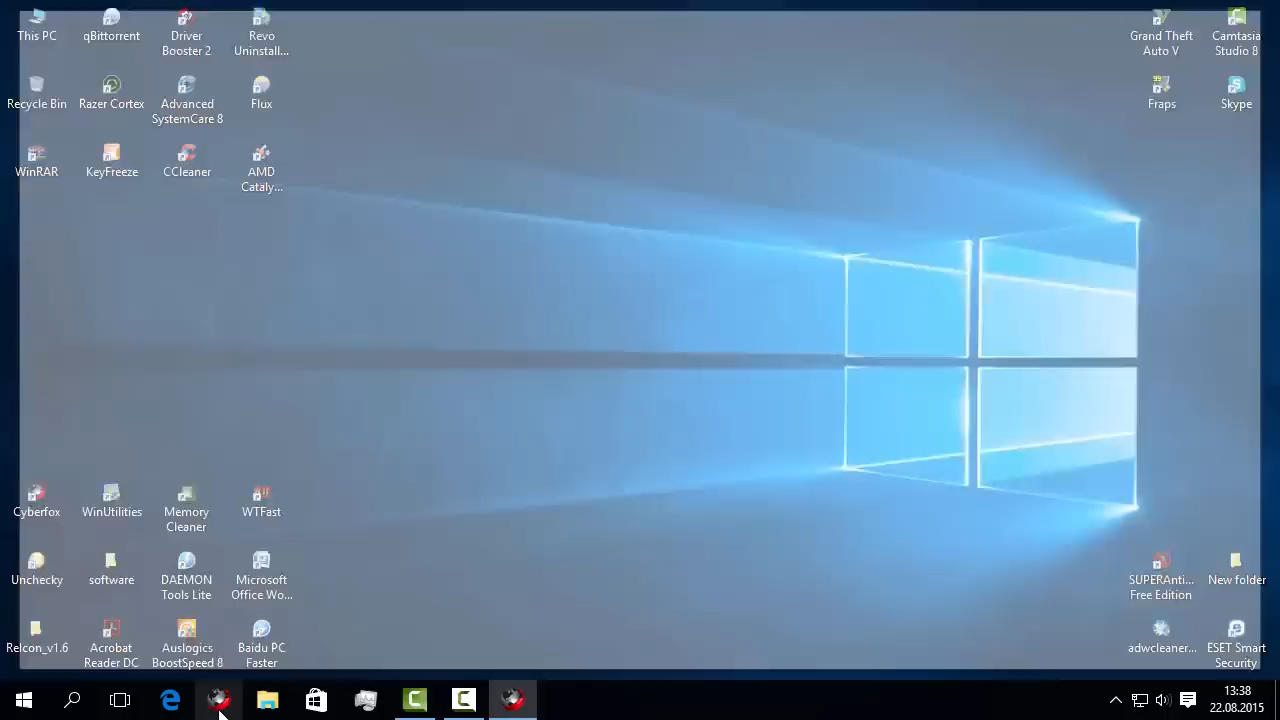 This PC
qBittorrent
Driver
Booster 2
Revo
Uninstall...
Grand Theft
Auto V
Camtasia
Studio 8
Recycle Bin
Razer Cortex
Advanced
SystemCare 8
Flux
Fraps
Skype
WinRAR
KeyFreeze
CCleaner
AMD
Cataly...
Cyberfox
WinUtilities
Memory
Cleaner
WTFast
Unchecky
software
DAEMON
Tools Lite
Microsoft
Office Wo...
SUPERAnti...
Free Edition
New folder
Relcon_v1.6
Acrobat
Reader DC
Auslogics
BoostSpeed 8
Baidu PC
Faster
adwcleaner...
ESET Smart
Security
13:38
22.08.2015